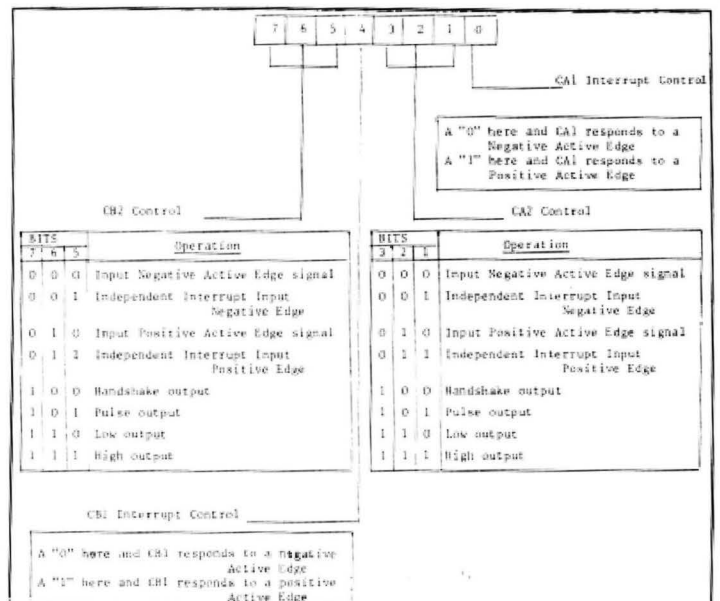 7 6 5 4 3 2 1 0
CA1 Interrupt Control
A "0" here and CA1 responds to a
Negative Active Edge
A "1" here and CA1 responds to a
Positive Active Edge
CB2 Control
BITS
7 6 5 Operation
0 0 0 Input Negative Active Edge signal
0 0 1 Independent Interrupt Input
Negative Edge
0 1 0 Input Positive Active Edge signal
0 1 1 Independent Interrupt Input
Positive Edge
1 0 0 Handshake output
1 0 1 Pulse output
1 1 0 Low output
1 1 1 High output
CA2 Control
BITS
3 2 1 Operation
0 0 0 Input Negative Active Edge signal
0 0 1 Independent Interrupt Input
Negative Edge
0 1 0 Input Positive Active Edge signal
0 1 1 Independent Interrupt Input
Positive Edge
1 0 0 Handshake output
1 0 1 Pulse output
1 1 0 Low output
1 1 1 High output
CB1 Interrupt Control
A "0" here and CB1 responds to a negative
Active Edge
A "1" here and CB1 responds to a positive
Active Edge